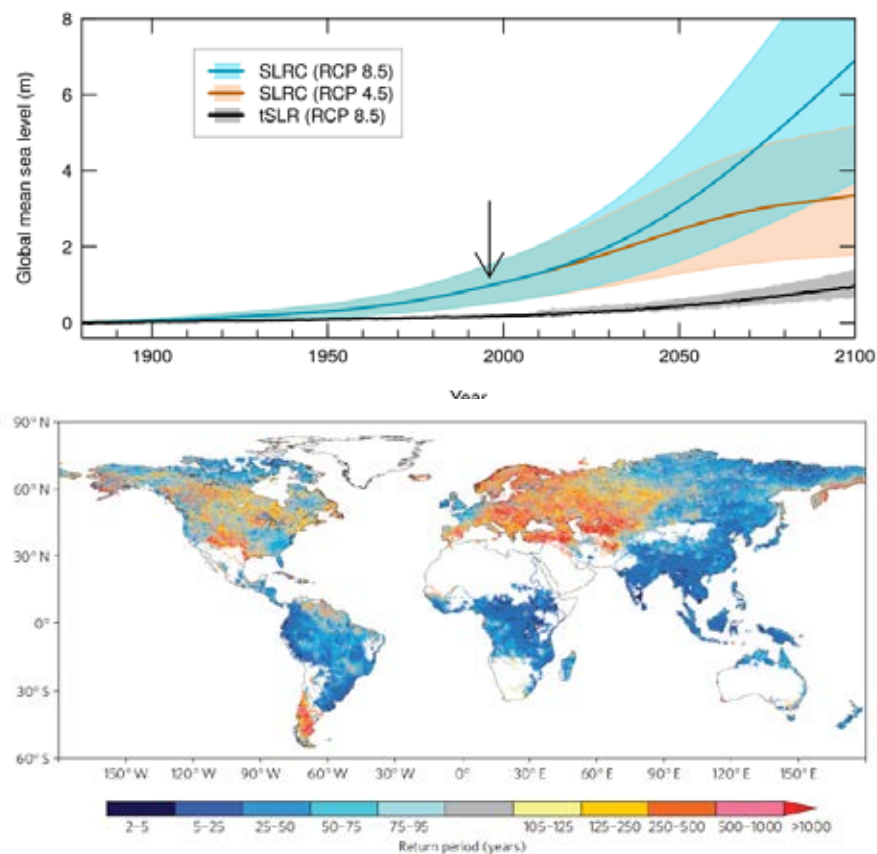 8
6
4
2
0
Global mean sea level (m)
SLRC (RCP 8.5)
SLRC (RCP 4.5)
tSLR (RCP 8.5)
1900 1950 2000 2050 2100
Year
90° N
60° N
30° N
0°
30° S
60° S
150° W 120° W 90° W 60° W 30° W 0° 30° E 60° E 90° E 120° E 150° E
2–5 5–25 25–50 50–75 75–95 105–125 125–250 250–500 500–1000 >1000
Return period (years)